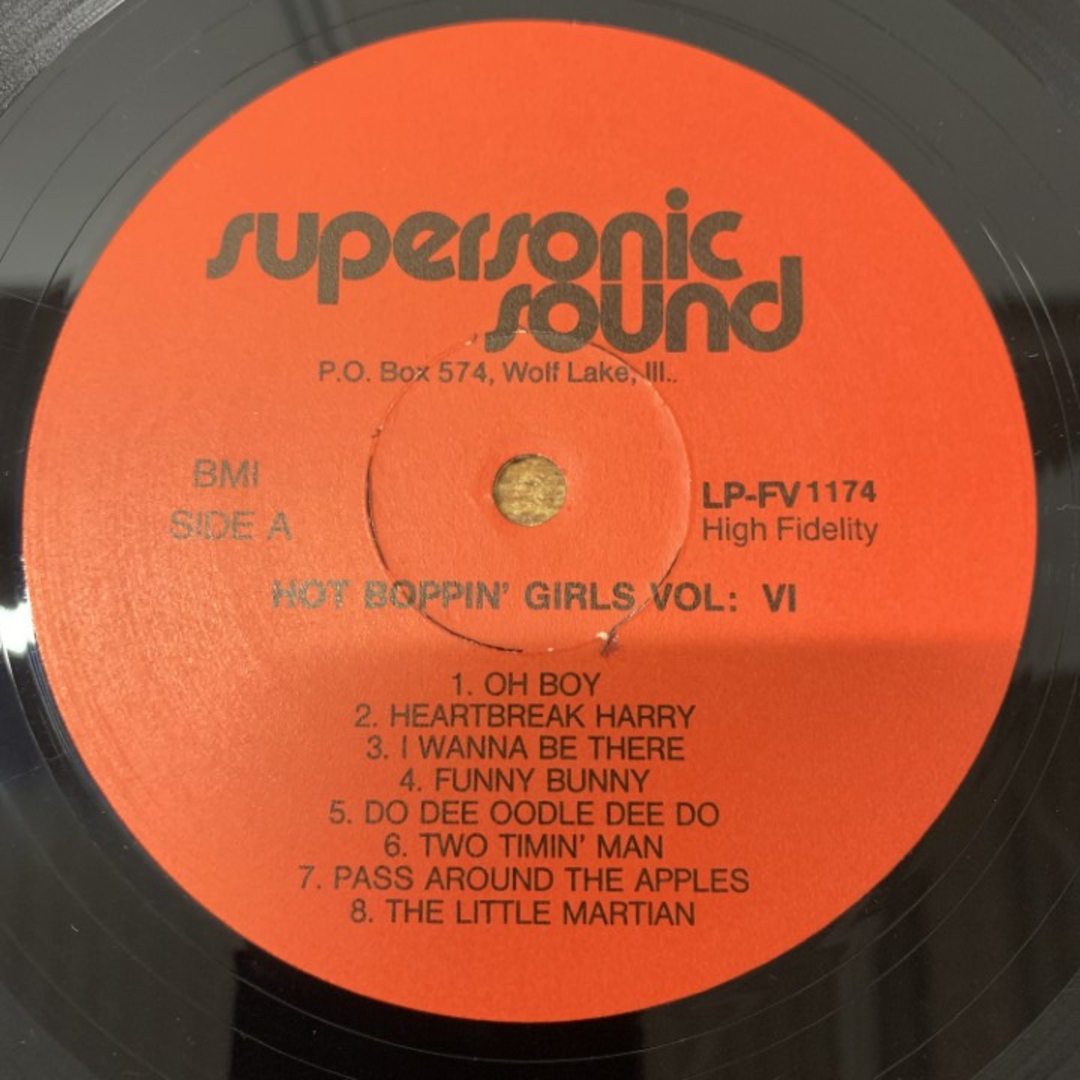 supersonic
sound
P.O. Box 574, Wolf Lake, Ill..
BMI
SIDE A
LP-FV1174
High Fidelity
HOT BOPPIN' GIRLS VOL: VI
1. OH BOY
2. HEARTBREAK HARRY
3. I WANNA BE THERE
4. FUNNY BUNNY
5. DO DEE OODLE DEE DO
6. TWO TIMIN' MAN
7. PASS AROUND THE APPLES
8. THE LITTLE MARTIAN